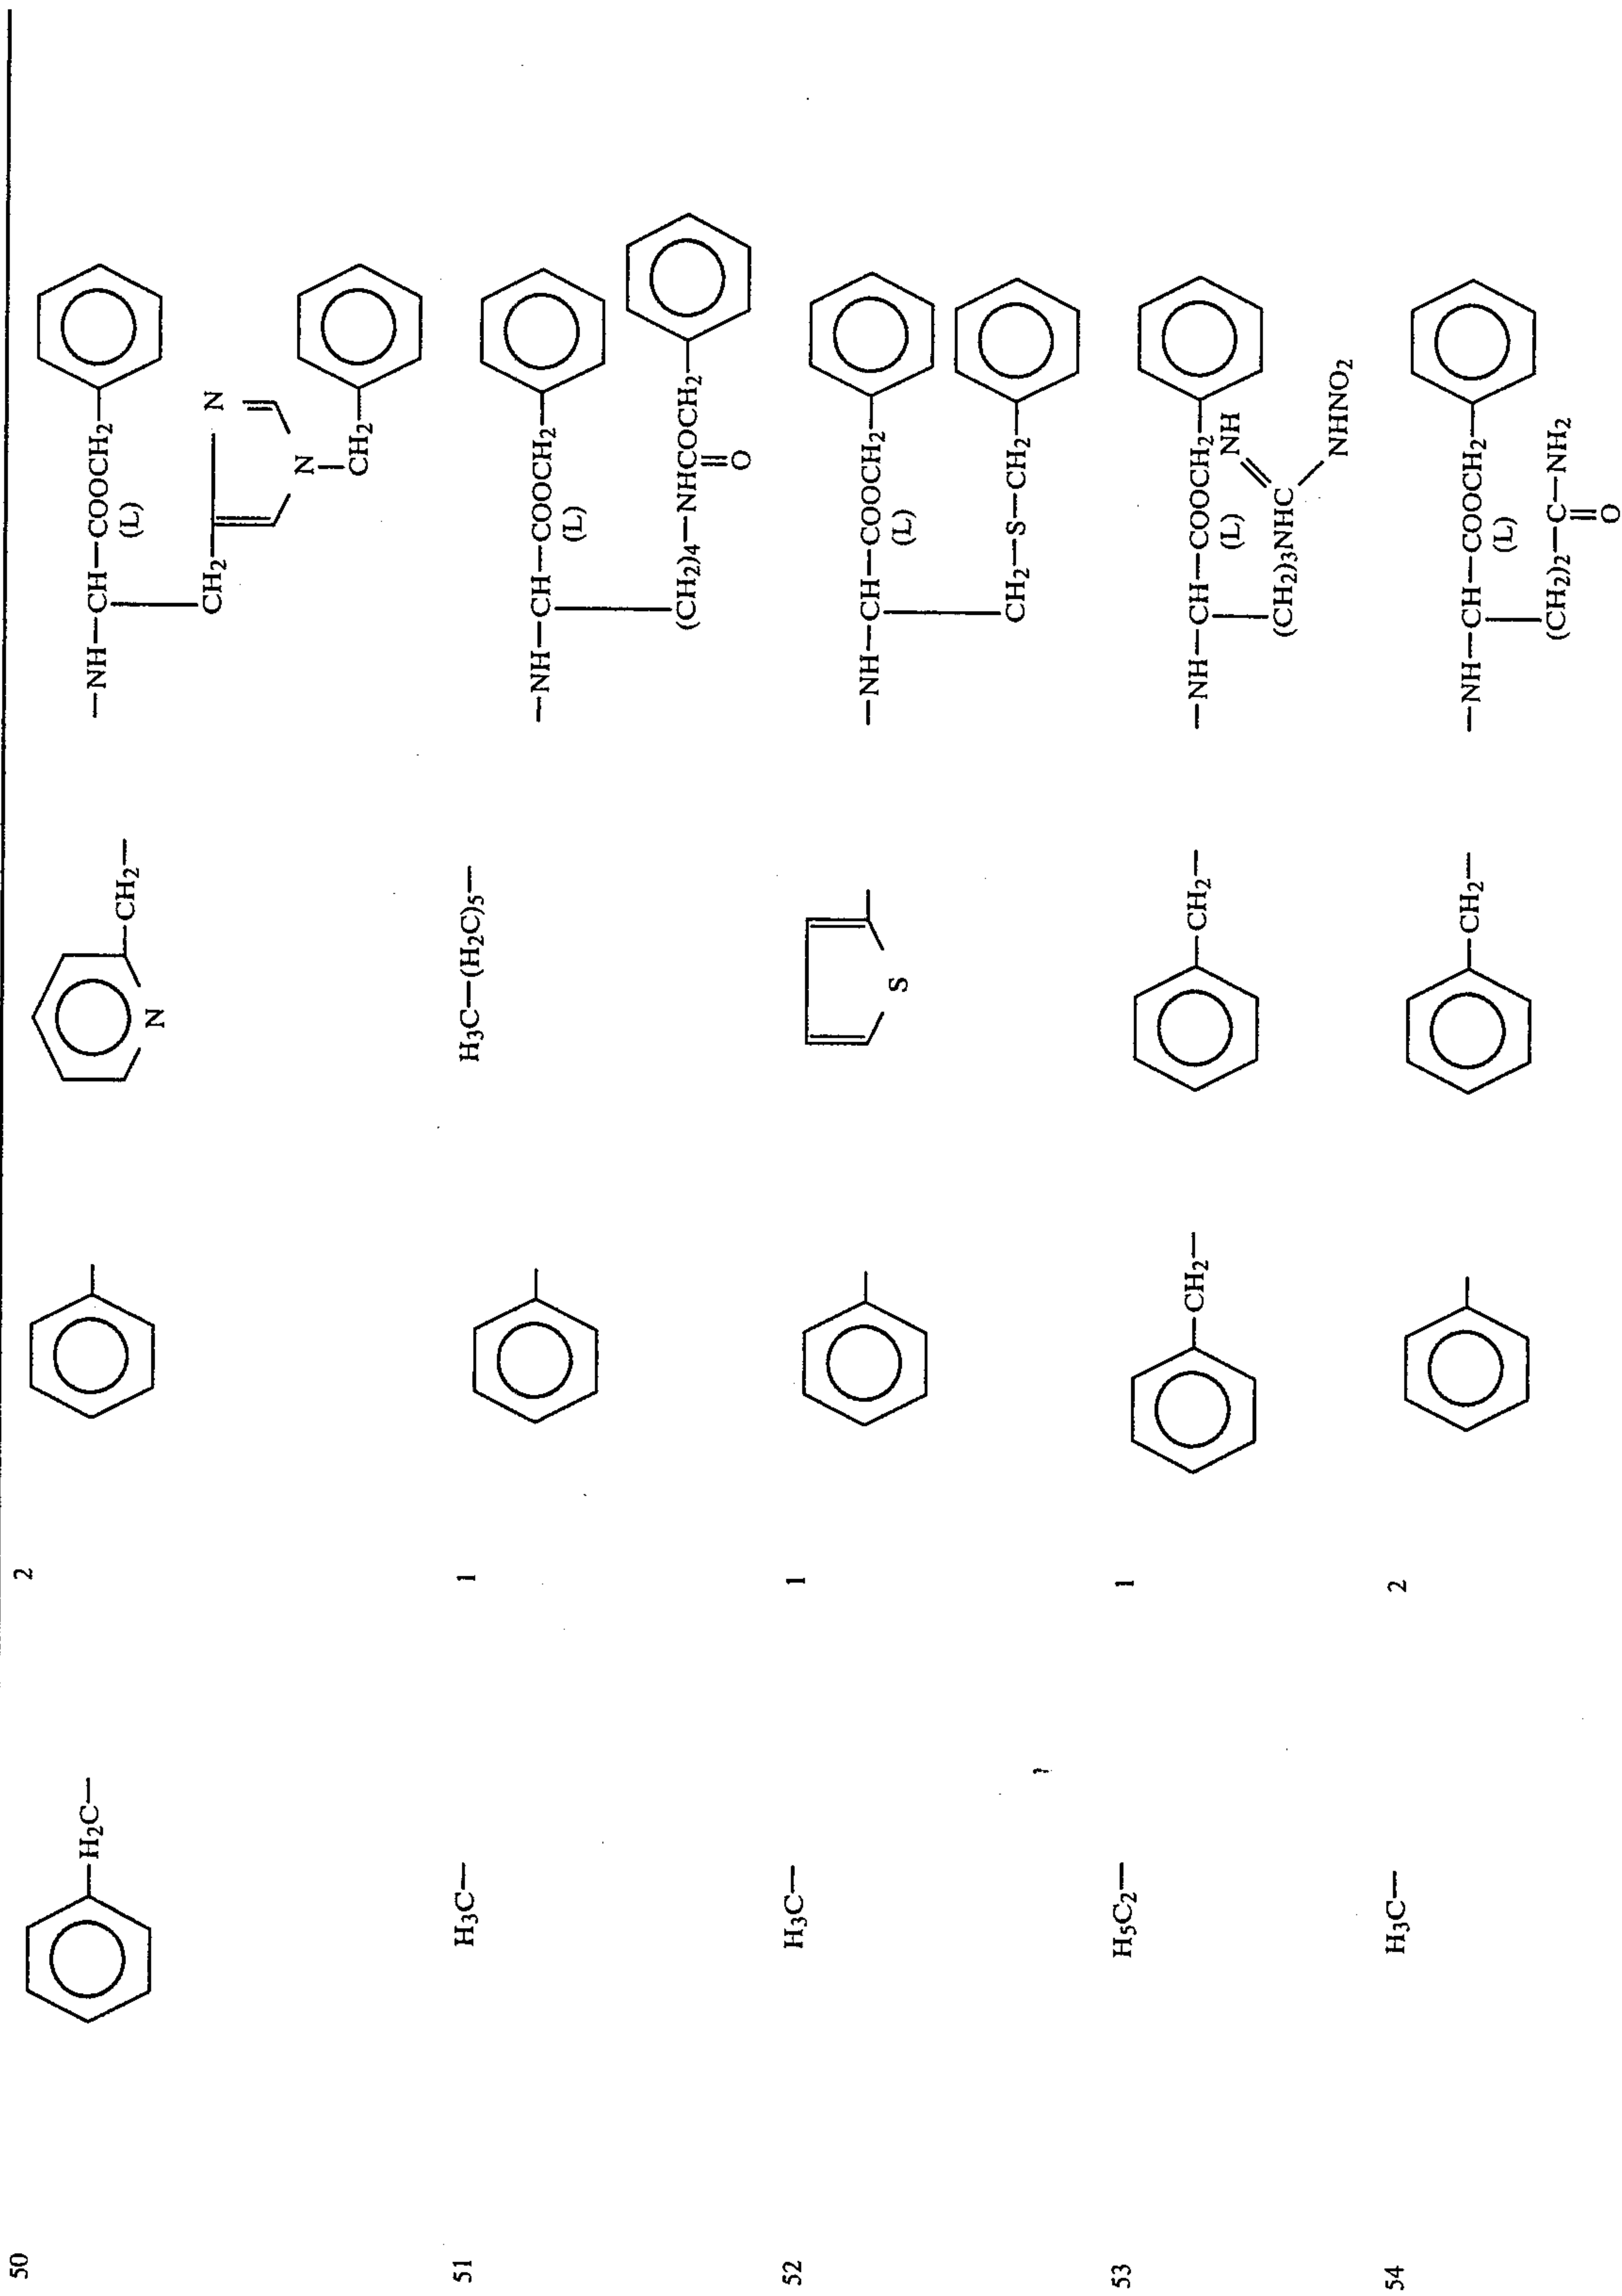 50 H2C— 2 CH2— —NH—CH—COOCH2
N (L)
CH2 N
N
CH2
51 H3C— 1 H3C—(H2C)5— —NH—CH—COOCH2
(L)
(CH2)4—NHCOCH2
O
52 H3C— 1 —NH—CH—COOCH2
S (L)
CH2—S—CH2
53 H5C2— 1 CH2— CH2— —NH—CH—COOCH2
(L) NH
(CH2)3NHC
NHNO2
54 H3C— 2 CH2— —NH—CH—COOCH2
(L)
(CH2)2—C—NH2
O